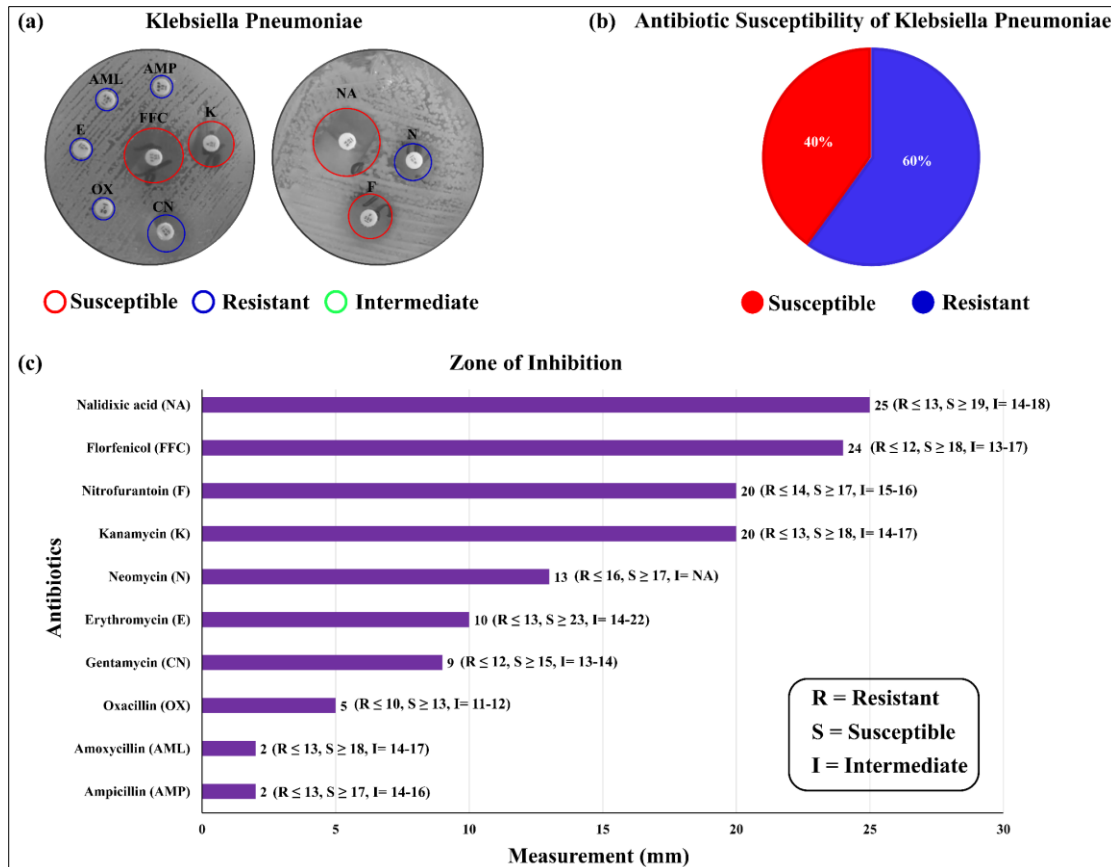 (a)
Klebsiella Pneumoniae
AML
AMP
E
FFC
K
OX
CN
NA
N
F
Susceptible
Resistant
Intermediate
(b)
Antibiotic Susceptibility of Klebsiella Pneumoniae
40%
60%
Susceptible
Resistant
(c)
Zone of Inhibition
Antibiotics
Nalidixic acid (NA) 25 (R ≤ 13, S ≥ 19, I= 14-18)
Florfenicol (FFC) 24 (R ≤ 12, S ≥ 18, I= 13-17)
Nitrofurantoin (F) 20 (R ≤ 14, S ≥ 17, I= 15-16)
Kanamycin (K) 20 (R ≤ 13, S ≥ 18, I= 14-17)
Neomycin (N) 13 (R ≤ 16, S ≥ 17, I= NA)
Erythromycin (E) 10 (R ≤ 13, S ≥ 23, I= 14-22)
Gentamycin (CN) 9 (R ≤ 12, S ≥ 15, I= 13-14)
Oxacillin (OX) 5 (R ≤ 10, S ≥ 13, I= 11-12)
Amoxycillin (AML) 2 (R ≤ 13, S ≥ 18, I= 14-17)
Ampicillin (AMP) 2 (R ≤ 13, S ≥ 17, I= 14-16)
R = Resistant
S = Susceptible
I = Intermediate
0 5 10 15 20 25 30
Measurement (mm)